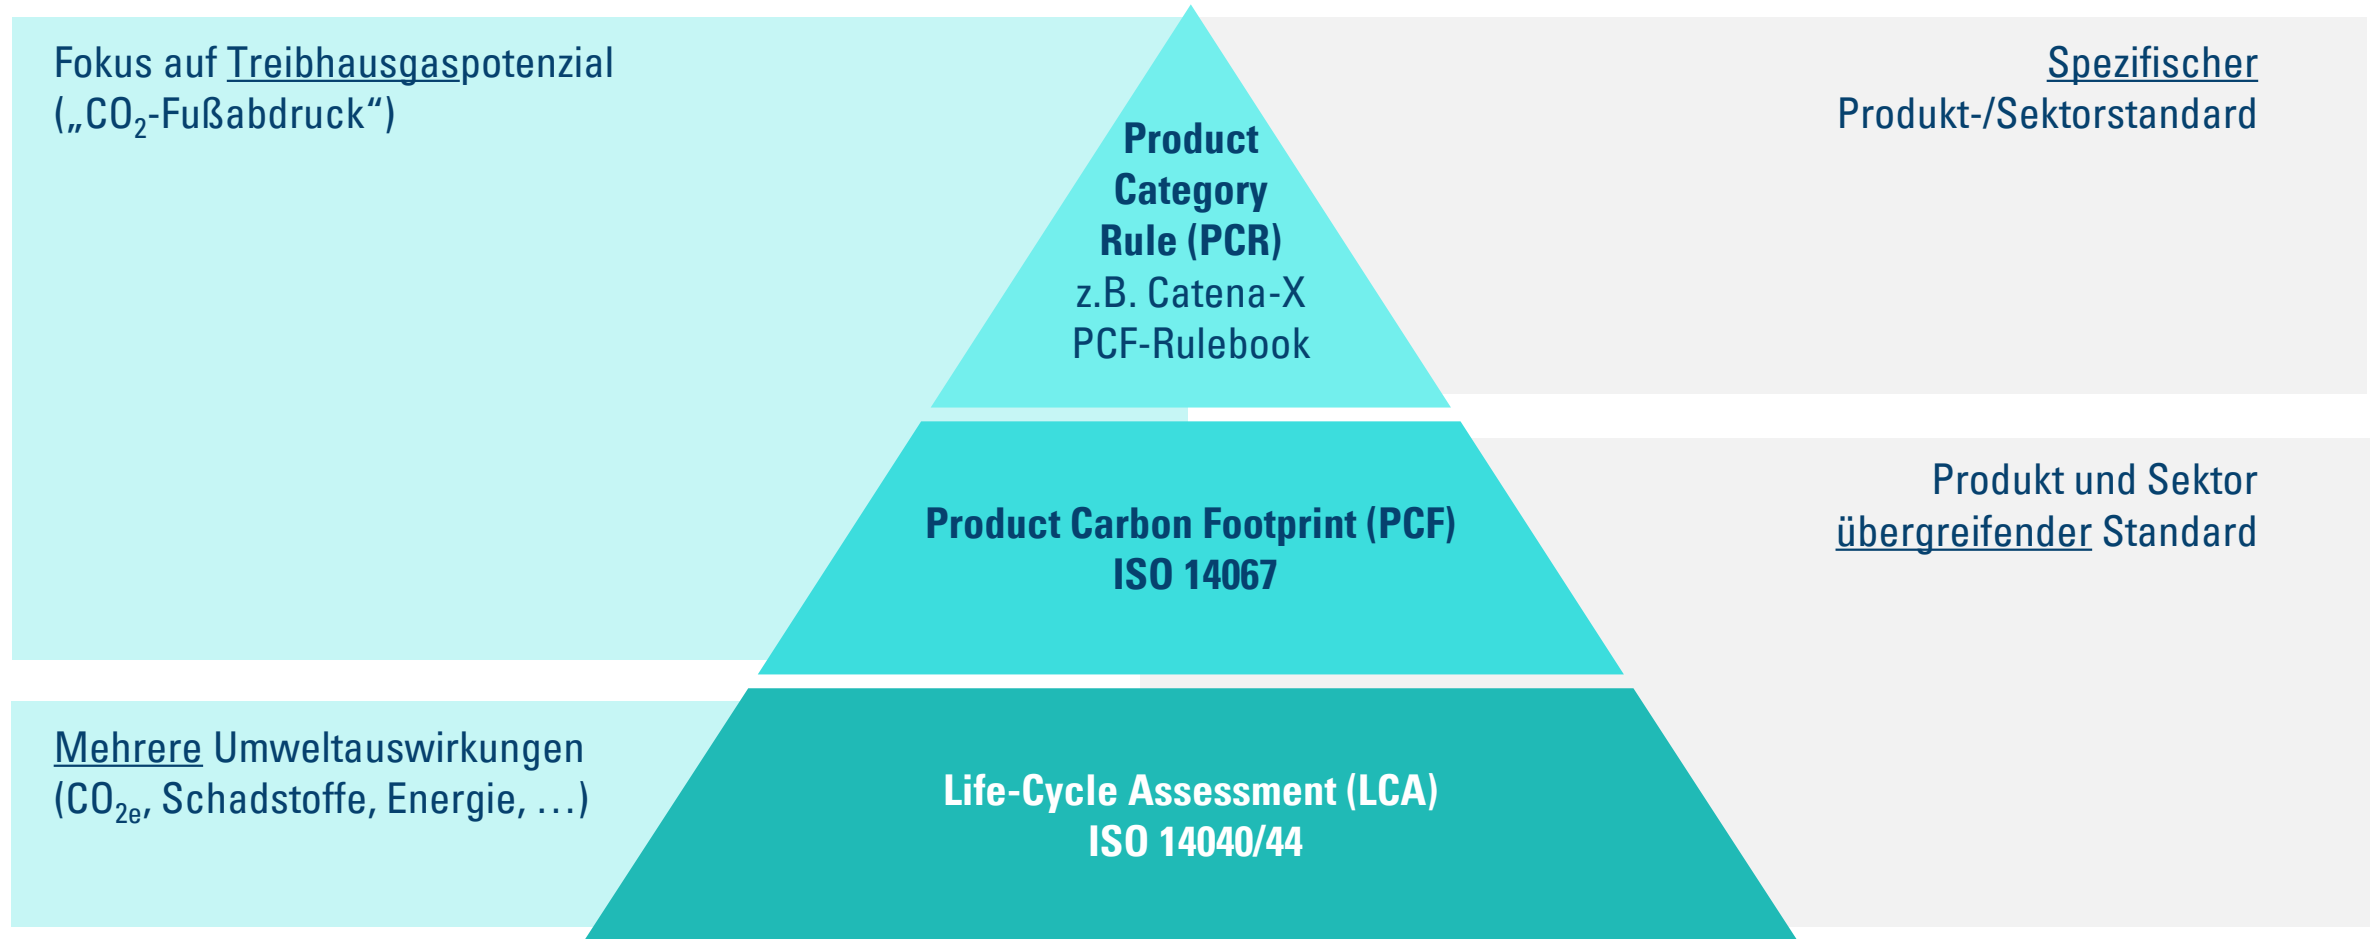 Fokus auf Treibhausgaspotenzial
(„CO₂-Fußabdruck“)
Product
Category
Rule (PCR)
z.B. Catena-X
PCF-Rulebook
Spezifischer
Produkt-/Sektorstandard
Product Carbon Footprint (PCF)
ISO 14067
Produkt und Sektor
übergreifender Standard
Mehrere Umweltauswirkungen
(CO₂ₑ, Schadstoffe, Energie, …)
Life-Cycle Assessment (LCA)
ISO 14040/44